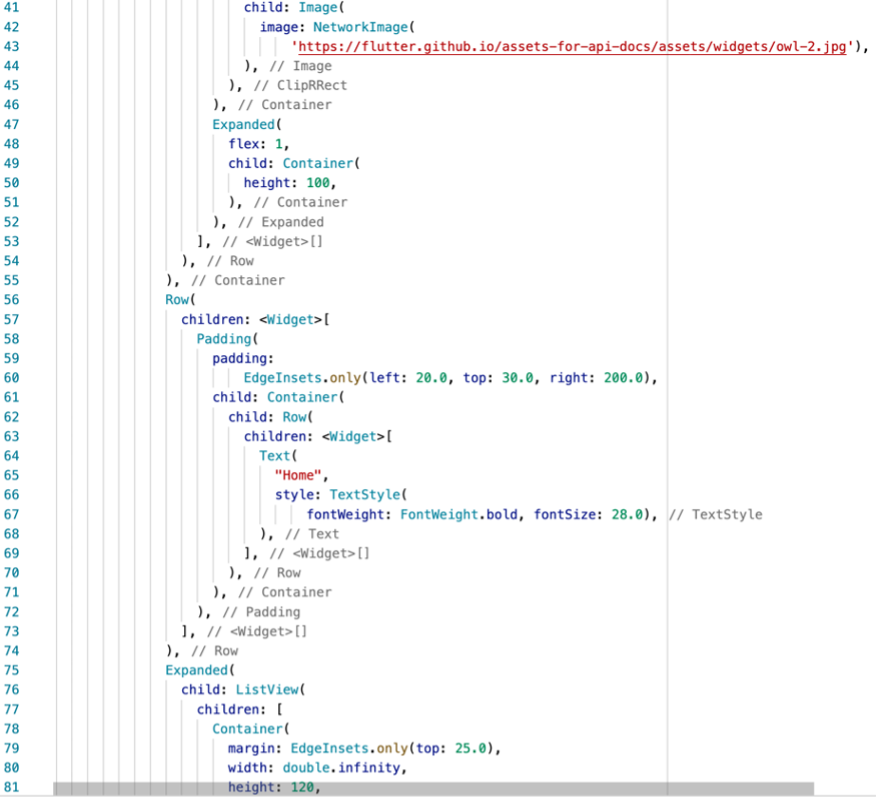 41 child: Image(
42 image: NetworkImage(
43 'https://flutter.github.io/assets-for-api-docs/assets/widgets/owl-2.jpg'),
44 ), // Image
45 ), // ClipRRect
46 ), // Container
47 Expanded(
48 flex: 1,
49 child: Container(
50 height: 100,
51 ), // Container
52 ), // Expanded
53 ], // <Widget>[]
54 ), // Row
55 ), // Container
56 Row(
57 children: <Widget>[
58 Padding(
59 padding:
60 EdgeInsets.only(left: 20.0, top: 30.0, right: 200.0),
61 child: Container(
62 child: Row(
63 children: <Widget>[
64 Text(
65 "Home",
66 style: TextStyle(
67 fontWeight: FontWeight.bold, fontSize: 28.0), // TextStyle
68 ), // Text
69 ], // <Widget>[]
70 ), // Row
71 ), // Container
72 ), // Padding
73 ], // <Widget>[]
74 ), // Row
75 Expanded(
76 child: ListView(
77 children: [
78 Container(
79 margin: EdgeInsets.only(top: 25.0),
80 width: double.infinity,
81 height: 120,